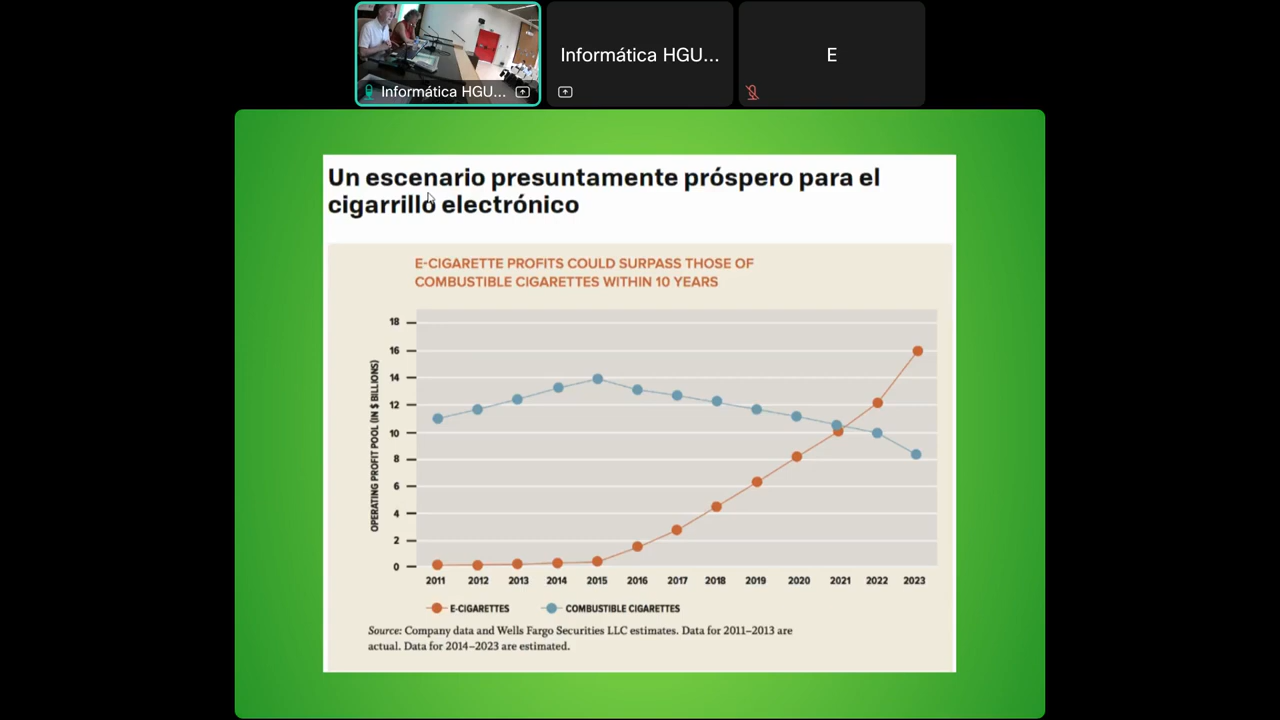 Informática HGU...
Informática HGU...
E
Un escenario presuntamente próspero para el
cigarrillo electrónico
E-CIGARETTE PROFITS COULD SURPASS THOSE OF
COMBUSTIBLE CIGARETTES WITHIN 10 YEARS
OPERATING PROFIT POOL (IN $ BILLIONS)
18
16
14
12
10
8
6
4
2
0
2011 2012 2013 2014 2015 2016 2017 2018 2019 2020 2021 2022 2023
E-CIGARETTES COMBUSTIBLE CIGARETTES
Source: Company data and Wells Fargo Securities LLC estimates. Data for 2011–2013 are
actual. Data for 2014–2023 are estimated.